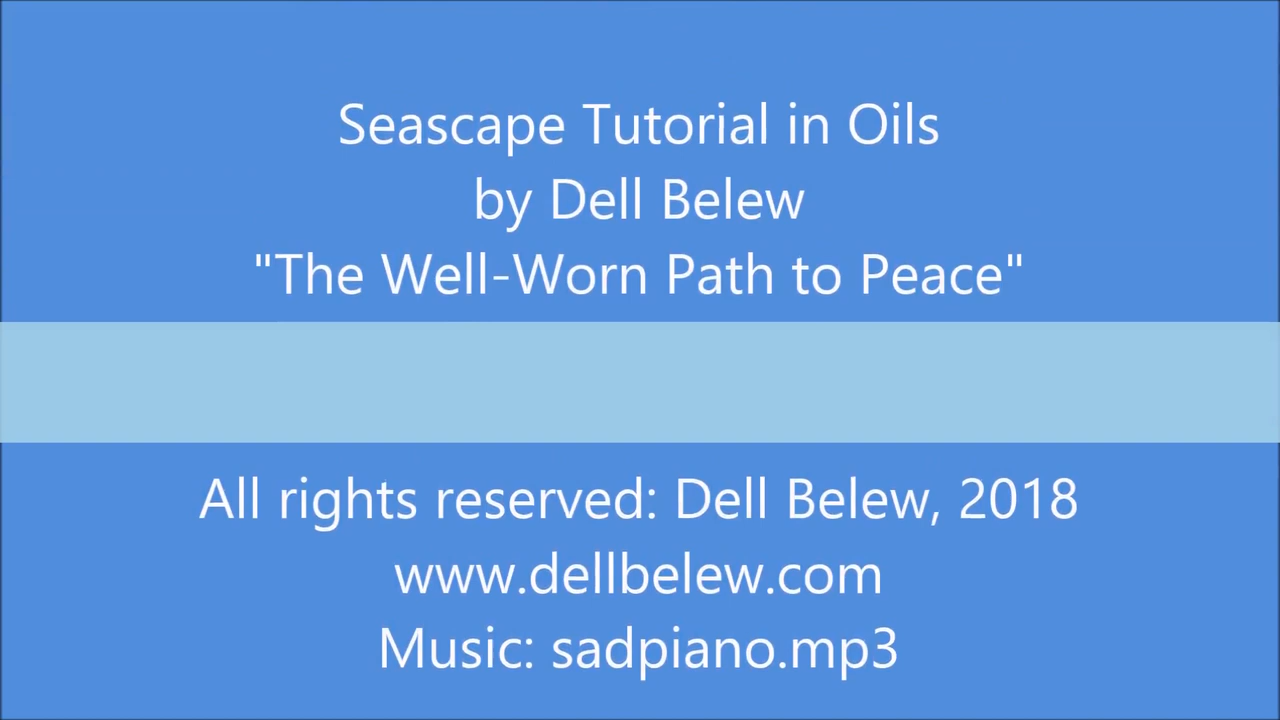 Seascape Tutorial in Oils
by Dell Belew
"The Well-Worn Path to Peace"
All rights reserved: Dell Belew, 2018
www.dellbelew.com
Music: sadpiano.mp3